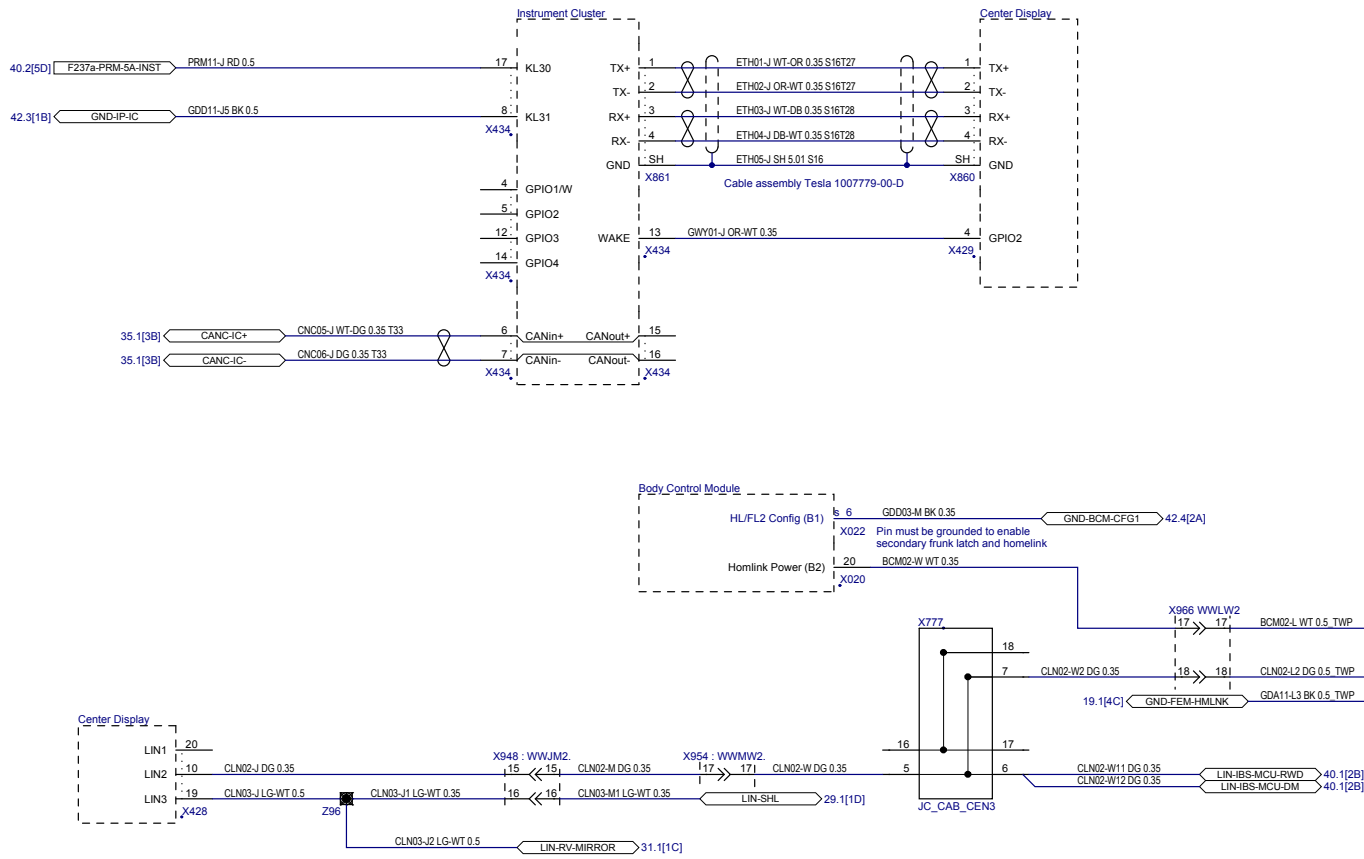 Instrument Cluster
Center Display
40.2[5D] F237a-PRM-5A-INST PRM11-J RD 0.5 17 KL30 TX+ 1 ETH01-J WT-OR 0.35 S16T27 1 TX+
TX- 2 ETH02-J OR-WT 0.35 S16T27 2 TX-
42.3[1B] GND-IP-IC GDD11-J5 BK 0.5 8 KL31 RX+ 3 ETH03-J WT-DB 0.35 S16T28 3 RX+
X434
RX- 4 ETH04-J DB-WT 0.35 S16T28 4 RX-
GND SH ETH05-J SH 5.01 S16 SH GND
X861 Cable assembly Tesla 1007779-00-D X860
4 GPIO1/W
5 GPIO2
12 GPIO3 WAKE 13 GWY01-J OR-WT 0.35 4 GPIO2
X434 X429
14 GPIO4
X434
35.1[3B] CANC-IC+ CNC05-J WT-DG 0.35 T33 6 CANin+ CANout+ 15
35.1[3B] CANC-IC- CNC06-J DG 0.35 T33 7 CANin- CANout- 16
X434 X434
Body Control Module
HL/FL2 Config (B1) s 6 GDD03-M BK 0.35 GND-BCM-CFG1 42.4[2A]
X022 Pin must be grounded to enable
secondary frunk latch and homelink
Homlink Power (B2) 20 BCM02-W WT 0.35
X020
X966 WWLW2
17 17 BCM02-L WT 0.5_TWP
X777
18
7 CLN02-W2 DG 0.35 18 18 CLN02-L2 DG 0.5_TWP
19.1[4C] GND-FEM-HMLNK GDA11-L3 BK 0.5_TWP
Center Display
LIN1 20
16 17
X948 : WWJM2. X954 : WWMW2.
LIN2 10 CLN02-J DG 0.35 15 15 CLN02-M DG 0.35 17 17 CLN02-W DG 0.35 5 6 CLN02-W11 DG 0.35 LIN-IBS-MCU-RWD 40.1[2B]
CLN02-W12 DG 0.35 LIN-IBS-MCU-DM 40.1[2B]
LIN3 19 CLN03-J LG-WT 0.5 CLN03-J1 LG-WT 0.35 16 16 CLN03-M1 LG-WT 0.35 LIN-SHL 29.1[1D]
X428 Z96 JC_CAB_CEN3
CLN03-J2 LG-WT 0.5 LIN-RV-MIRROR 31.1[1C]